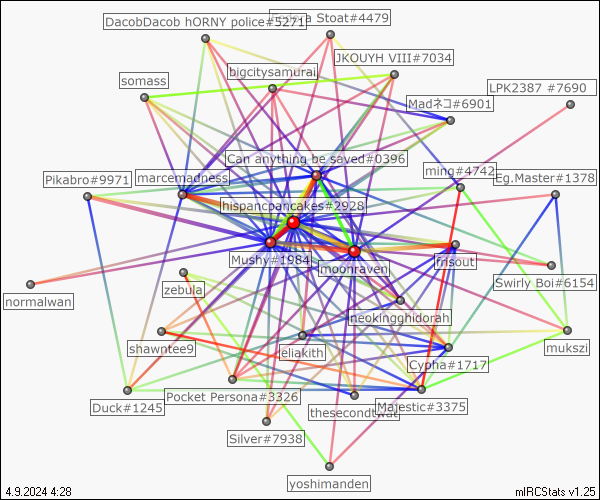 DacobDacob hORNY police#5271
Stoat#4479
JKOUYH VIII#7034
bigcitysamurai
somass
LPK2387 #7690
Madネコ#6901
Can anything be saved#0396
ming#4742
Pikabro#9971
marcemadness
Eg.Master#1378
hispancpancakes#2928
Mushy#1984
moonraven
frisout
zebula
Swirly Boi#6154
normalwan
neokingghidorah
shawntee9
jeliakith
mukszi
Cypha#1717
Pocket Persona#3326
Duck#1245
thesecondtwat
Majestic#3375
Silver#7938
yoshimanden
4.9.2024 4:28
mIRCStats v1.25